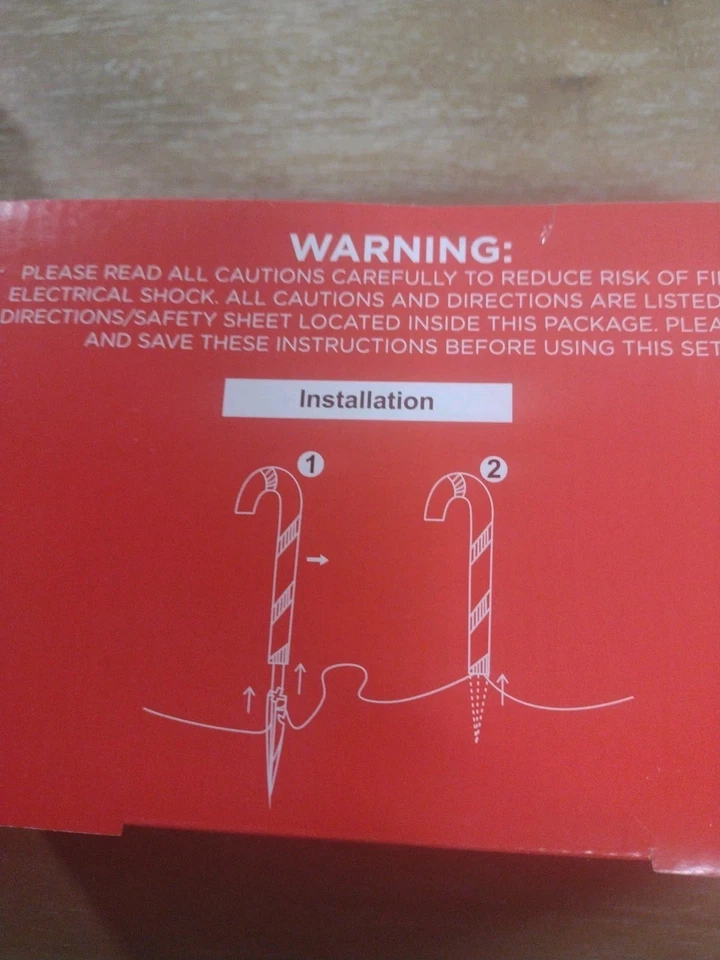 WARNING:
PLEASE READ ALL CAUTIONS CAREFULLY TO REDUCE RISK OF
ELECTRICAL SHOCK. ALL CAUTIONS AND DIRECTIONS ARE LISTED
DIRECTIONS/SAFETY SHEET LOCATED INSIDE THIS PACKAGE.
AND SAVE THESE INSTRUCTIONS BEFORE USING THIS SET
Installation
1
2